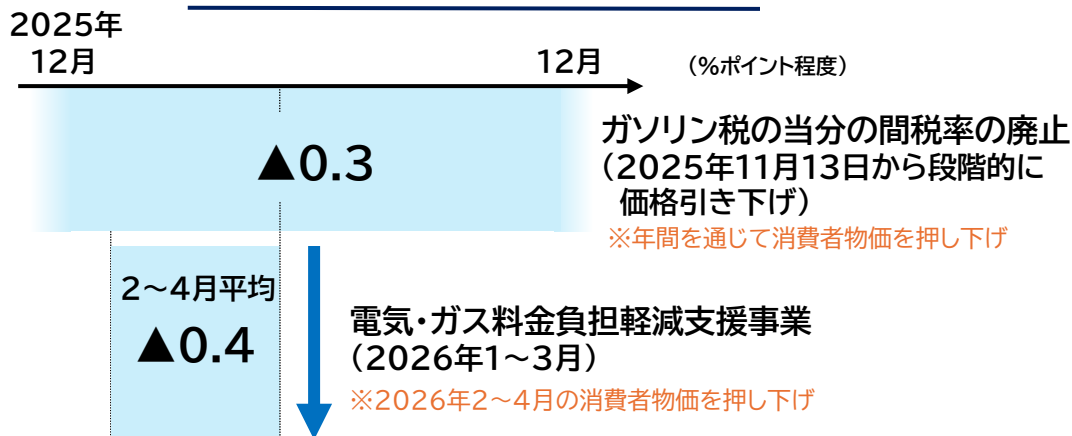 2025年
12月
12月
(%ポイント程度)
▲0.3
ガソリン税の当分の間税率の廃止
(2025年11月13日から段階的に
価格引き下げ)
※年間を通じて消費者物価を押し下げ
2～4月平均
▲0.4
電気・ガス料金負担軽減支援事業
(2026年1～3月)
※2026年2～4月の消費者物価を押し下げ